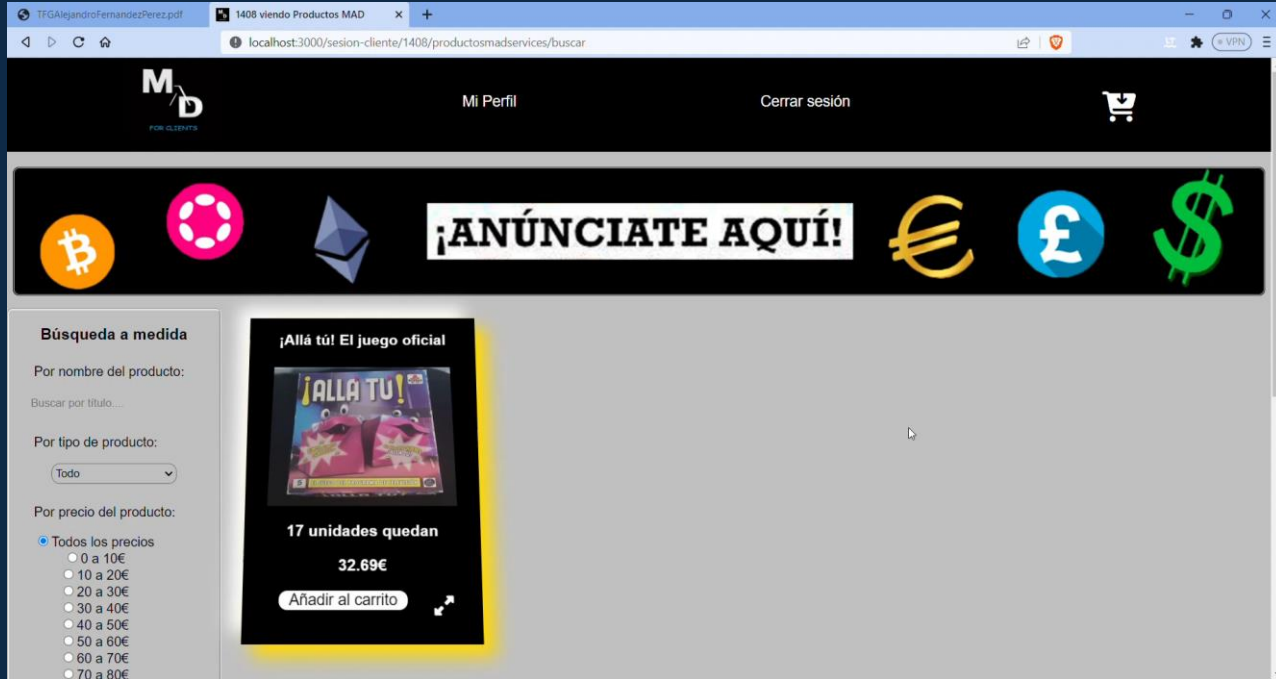 TFGAlejandroFernandezPerez.pdf
1408 viendo Productos MAD
localhost:3000/sesion-cliente/1408/productosmadservices/buscar
VPN
M
D
FOR CLIENTS
Mi Perfil
Cerrar sesión
¡ANÚNCIATE AQUÍ!
Búsqueda a medida
Por nombre del producto:
Buscar por título....
Por tipo de producto:
Todo
Por precio del producto:
Todos los precios
0 a 10€
10 a 20€
20 a 30€
30 a 40€
40 a 50€
50 a 60€
60 a 70€
70 a 80€
¡Allá tú! El juego oficial
¡ALLÁ TÚ!
17 unidades quedan
32.69€
Añadir al carrito